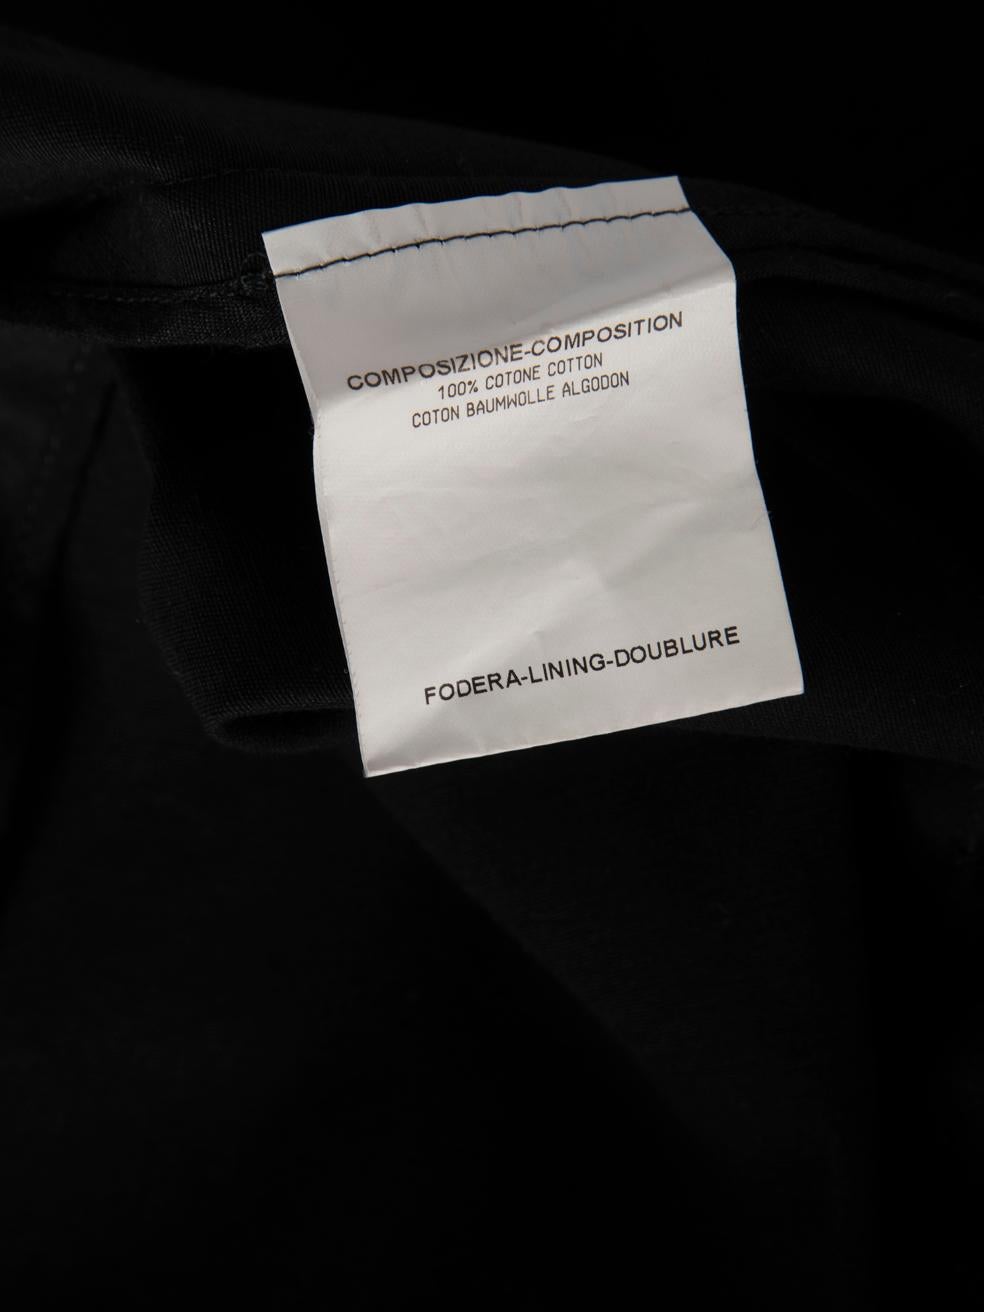 COMPOSIZIONE-COMPOSITION
100% COTONE COTTON
COTON BAUMWOLLE ALGODON
FODERA-LINING-DOUBLURE